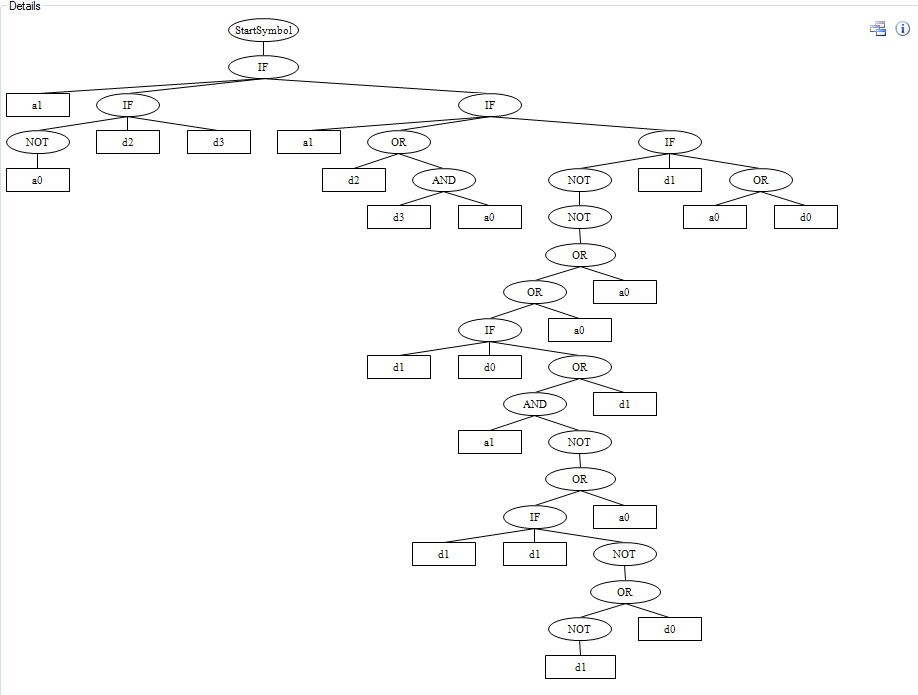 Details
StartSymbol
IF
a1 IF IF
NOT d2 d3 a1 OR IF
a0 d2 AND NOT d1 OR
d3 a0 NOT a0 d0
OR
OR a0
IF a0
d1 d0 OR
AND d1
a1 NOT
OR
IF a0
d1 d1 NOT
OR
NOT d0
d1